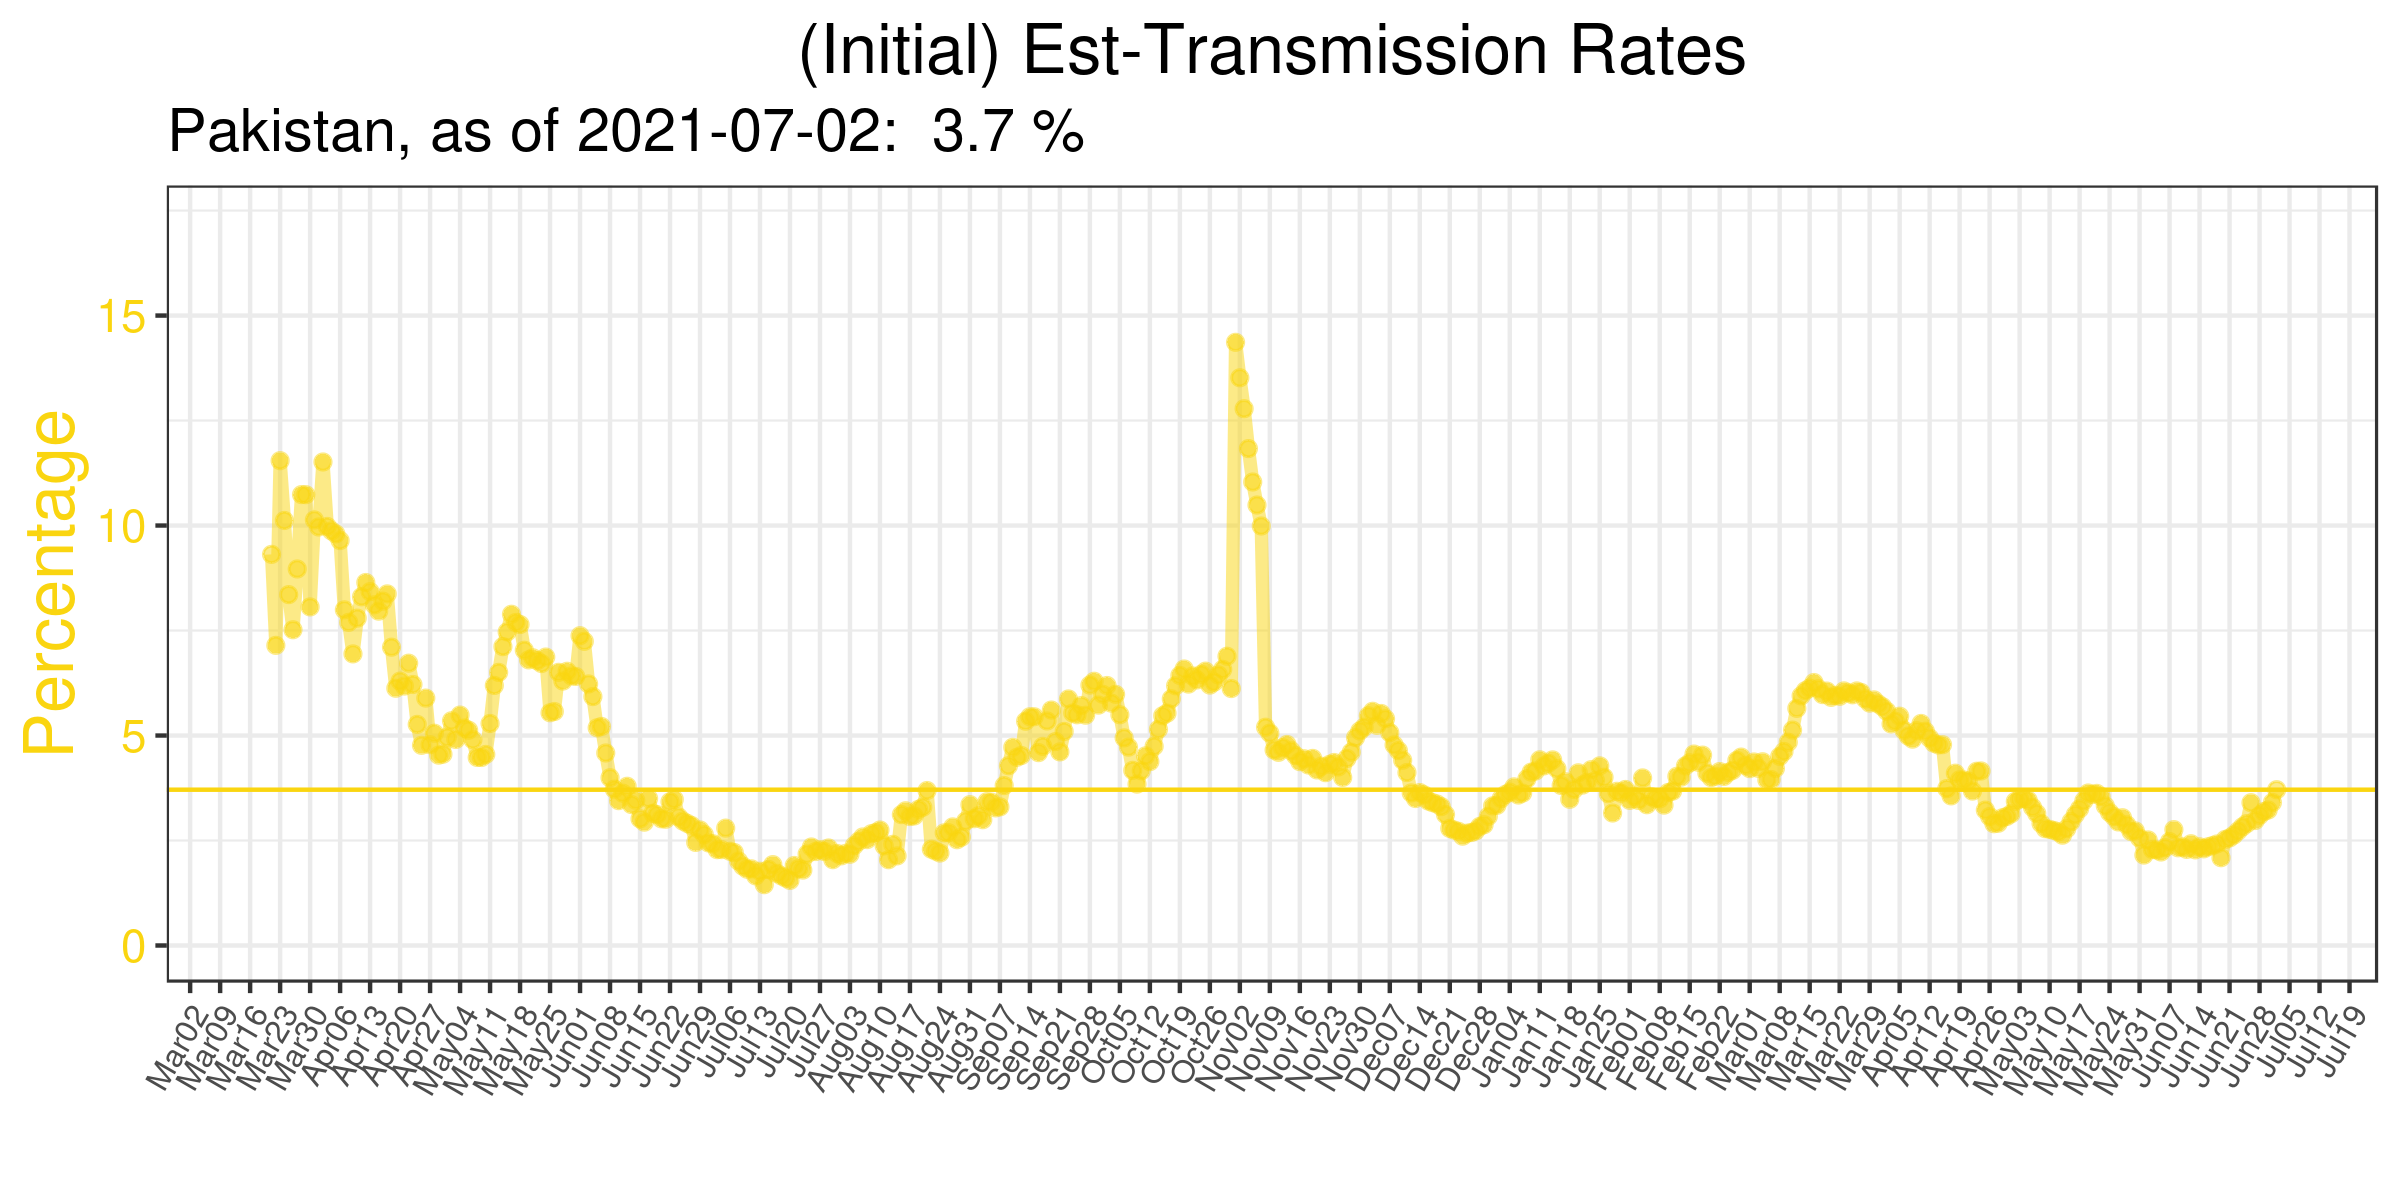 (Initial) Est-Transmission Rates
Pakistan, as of 2021-07-02:  3.7 %
Percentage
15
10
5
0
Mar02
Mar09
Mar16
Mar23
Mar30
Apr06
Apr13
Apr20
Apr27
May04
May11
May18
May25
Jun01
Jun08
Jun15
Jun22
Jun29
Jul06
Jul13
Jul20
Jul27
Aug03
Aug10
Aug17
Aug24
Aug31
Sep07
Sep14
Sep21
Sep28
Oct05
Oct12
Oct19
Oct26
Nov02
Nov09
Nov16
Nov23
Nov30
Dec07
Dec14
Dec21
Dec28
Jan04
Jan11
Jan18
Jan25
Feb01
Feb08
Feb15
Feb22
Mar01
Mar08
Mar15
Mar22
Mar29
Apr05
Apr12
Apr19
Apr26
May03
May10
May17
May24
May31
Jun07
Jun14
Jun21
Jun28
Jul05
Jul12
Jul19